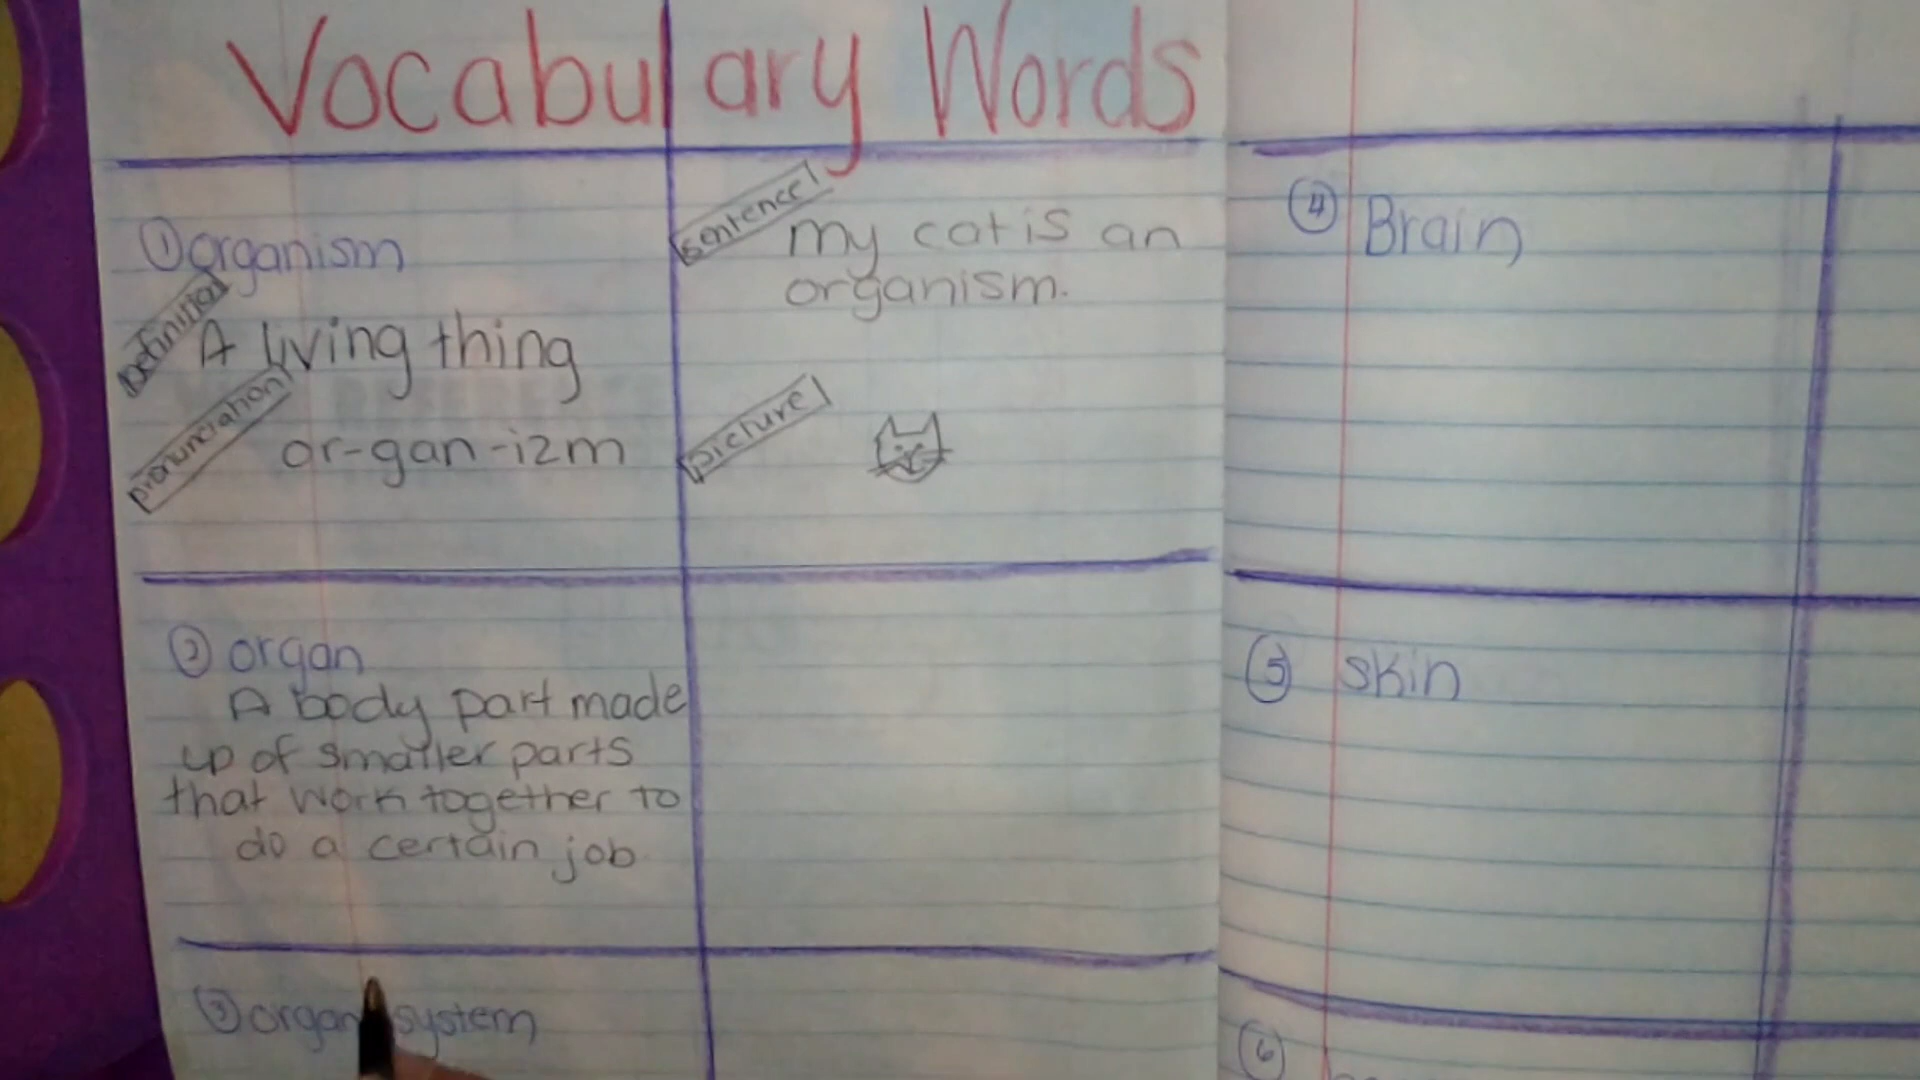 Vocabulary Words
① organism
Definition
A living thing
pronunciation
or-gan-izm
sentence
my cat is an
organism.
picture
② organ
A body part made
up of smaller parts
that work together to
do a certain job
③ organ system
④ Brain
⑤ skin
⑥